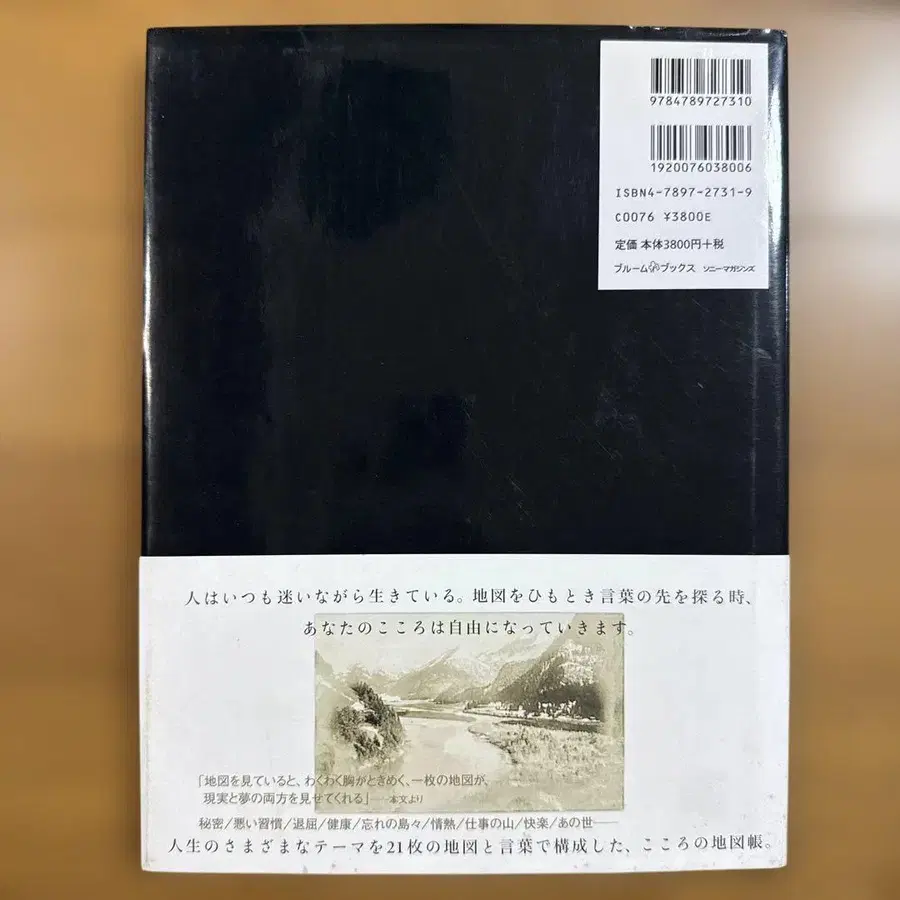 9784789727310
1920076038006
ISBN4-7897-2731-9
C0076 ¥3800E
定価 本体3800円+税
ブルームブックス ソニーマガジンズ
人はいつも迷いながら生きている。地図をひもとき言葉の先を探る時、
あなたのこころは自由になっていきます。
「地図を見ていると、わくわく胸がときめく、一枚の地図が、
現実と夢の両方を見せてくれる」──本文より
秘密/悪い習慣/退屈/健康/忘れの島々/情熱/仕事の山/快楽/あの世──
人生のさまざまなテーマを21枚の地図と言葉で構成した、こころの地図帳。